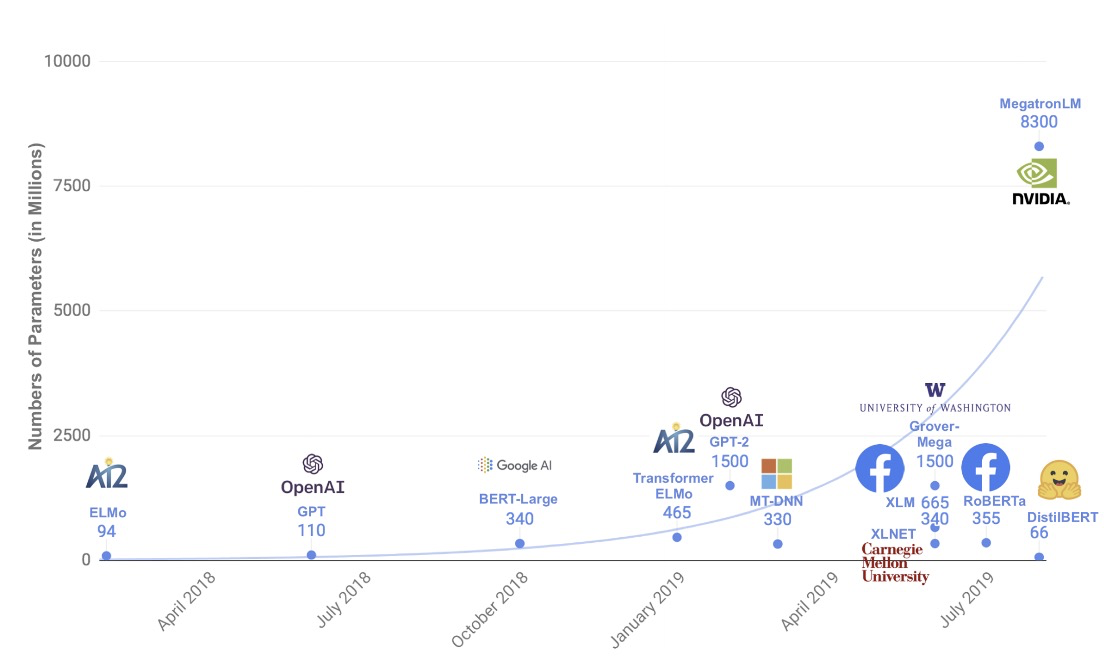 10000
7500
5000
2500
0
Numbers of Parameters (in Millions)
MegatronLM
8300
NVIDIA.
AI2
ELMo
94
OpenAI
GPT
110
Google AI
BERT-Large
340
AI2
Transformer
ELMo
465
OpenAI
GPT-2
1500
MT-DNN
330
W
UNIVERSITY of WASHINGTON
Grover-
Mega
1500
f
XLM 665
340
XLNET
Carnegie
Mellon
University
f
RoBERTa
355
DistilBERT
66
April 2018
July 2018
October 2018
January 2019
April 2019
July 2019